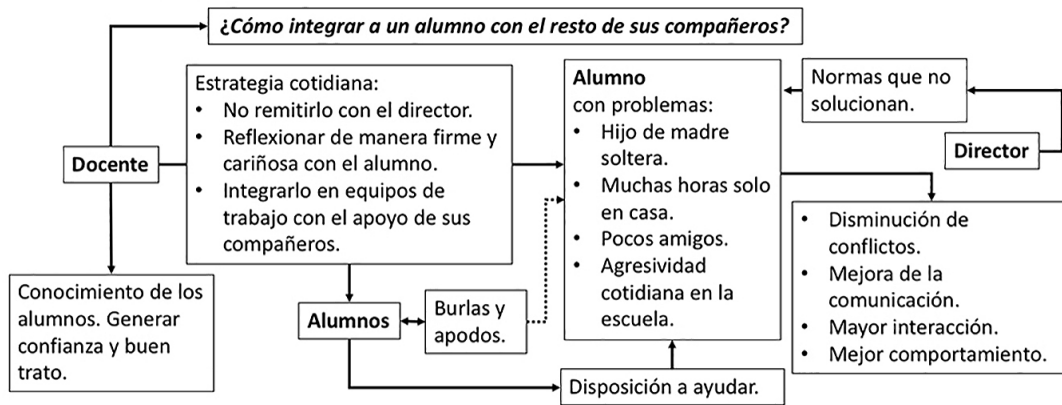 ¿Cómo integrar a un alumno con el resto de sus compañeros?
Estrategia cotidiana:
• No remitirlo con el director.
• Reflexionar de manera firme y
cariñosa con el alumno.
• Integrarlo en equipos de
trabajo con el apoyo de sus
compañeros.
Docente
Conocimiento de los
alumnos. Generar
confianza y buen
trato.
Alumnos
Burlas y
apodos.
Alumno
con problemas:
• Hijo de madre
soltera.
• Muchas horas solo
en casa.
• Pocos amigos.
• Agresividad
cotidiana en la
escuela.
Disposición a ayudar.
Normas que no
solucionan.
Director
• Disminución de
conflictos.
• Mejora de la
comunicación.
• Mayor interacción.
• Mejor comportamiento.